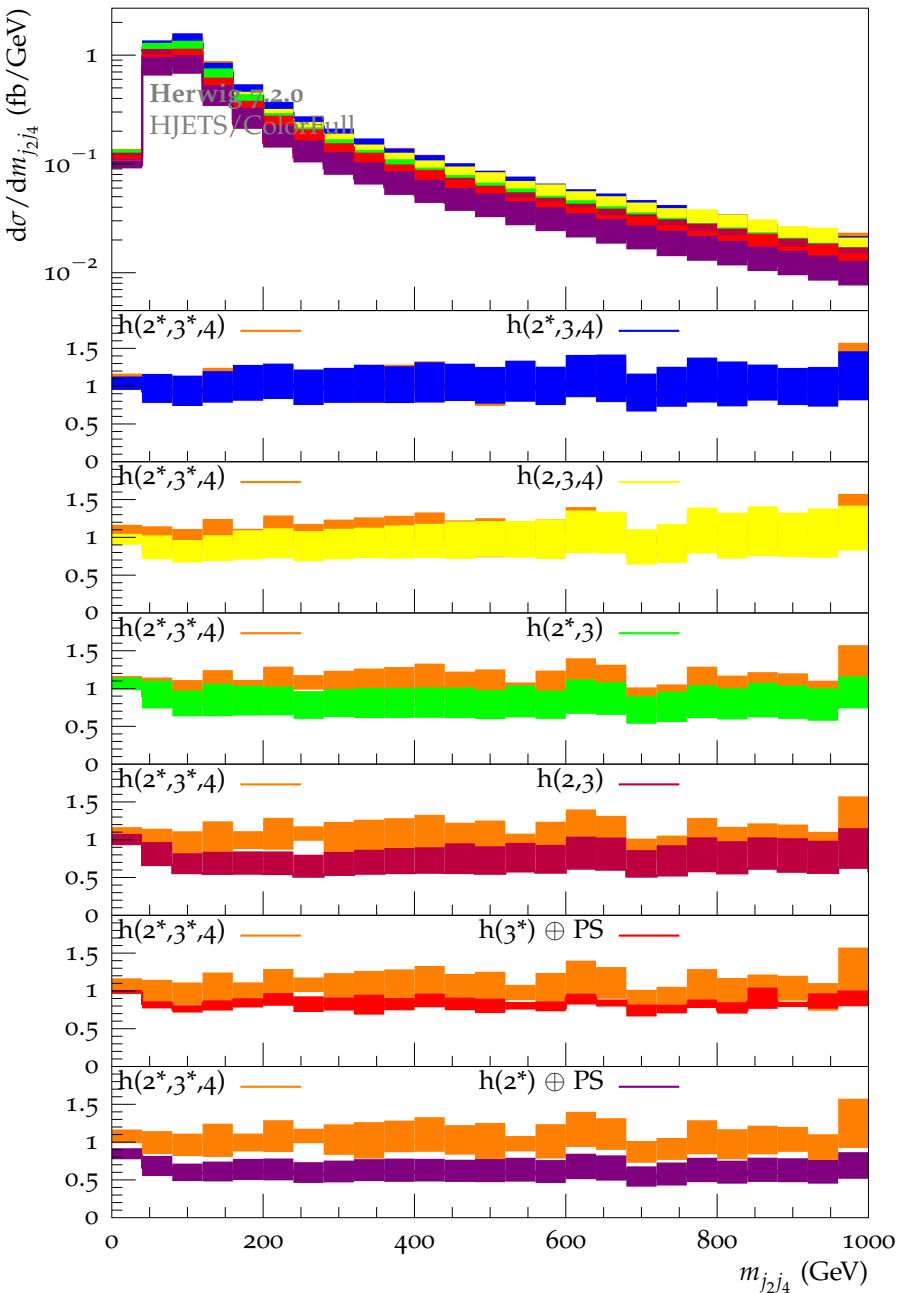 dσ/dm_{j₂j₄} (fb/GeV)
1
10⁻¹
10⁻²
Herwig 7.2.0
HJETS/ColorFull
h(2*,3*,4) h(2*,3,4)
1.5
1
0.5
0
h(2*,3*,4) h(2,3,4)
1.5
1
0.5
0
h(2*,3*,4) h(2*,3)
1.5
1
0.5
0
h(2*,3*,4) h(2,3)
1.5
1
0.5
0
h(2*,3*,4) h(3*) ⊕ PS
1.5
1
0.5
0
h(2*,3*,4) h(2*) ⊕ PS
1.5
1
0.5
0
0 200 400 600 800 1000
m_{j₂j₄} (GeV)